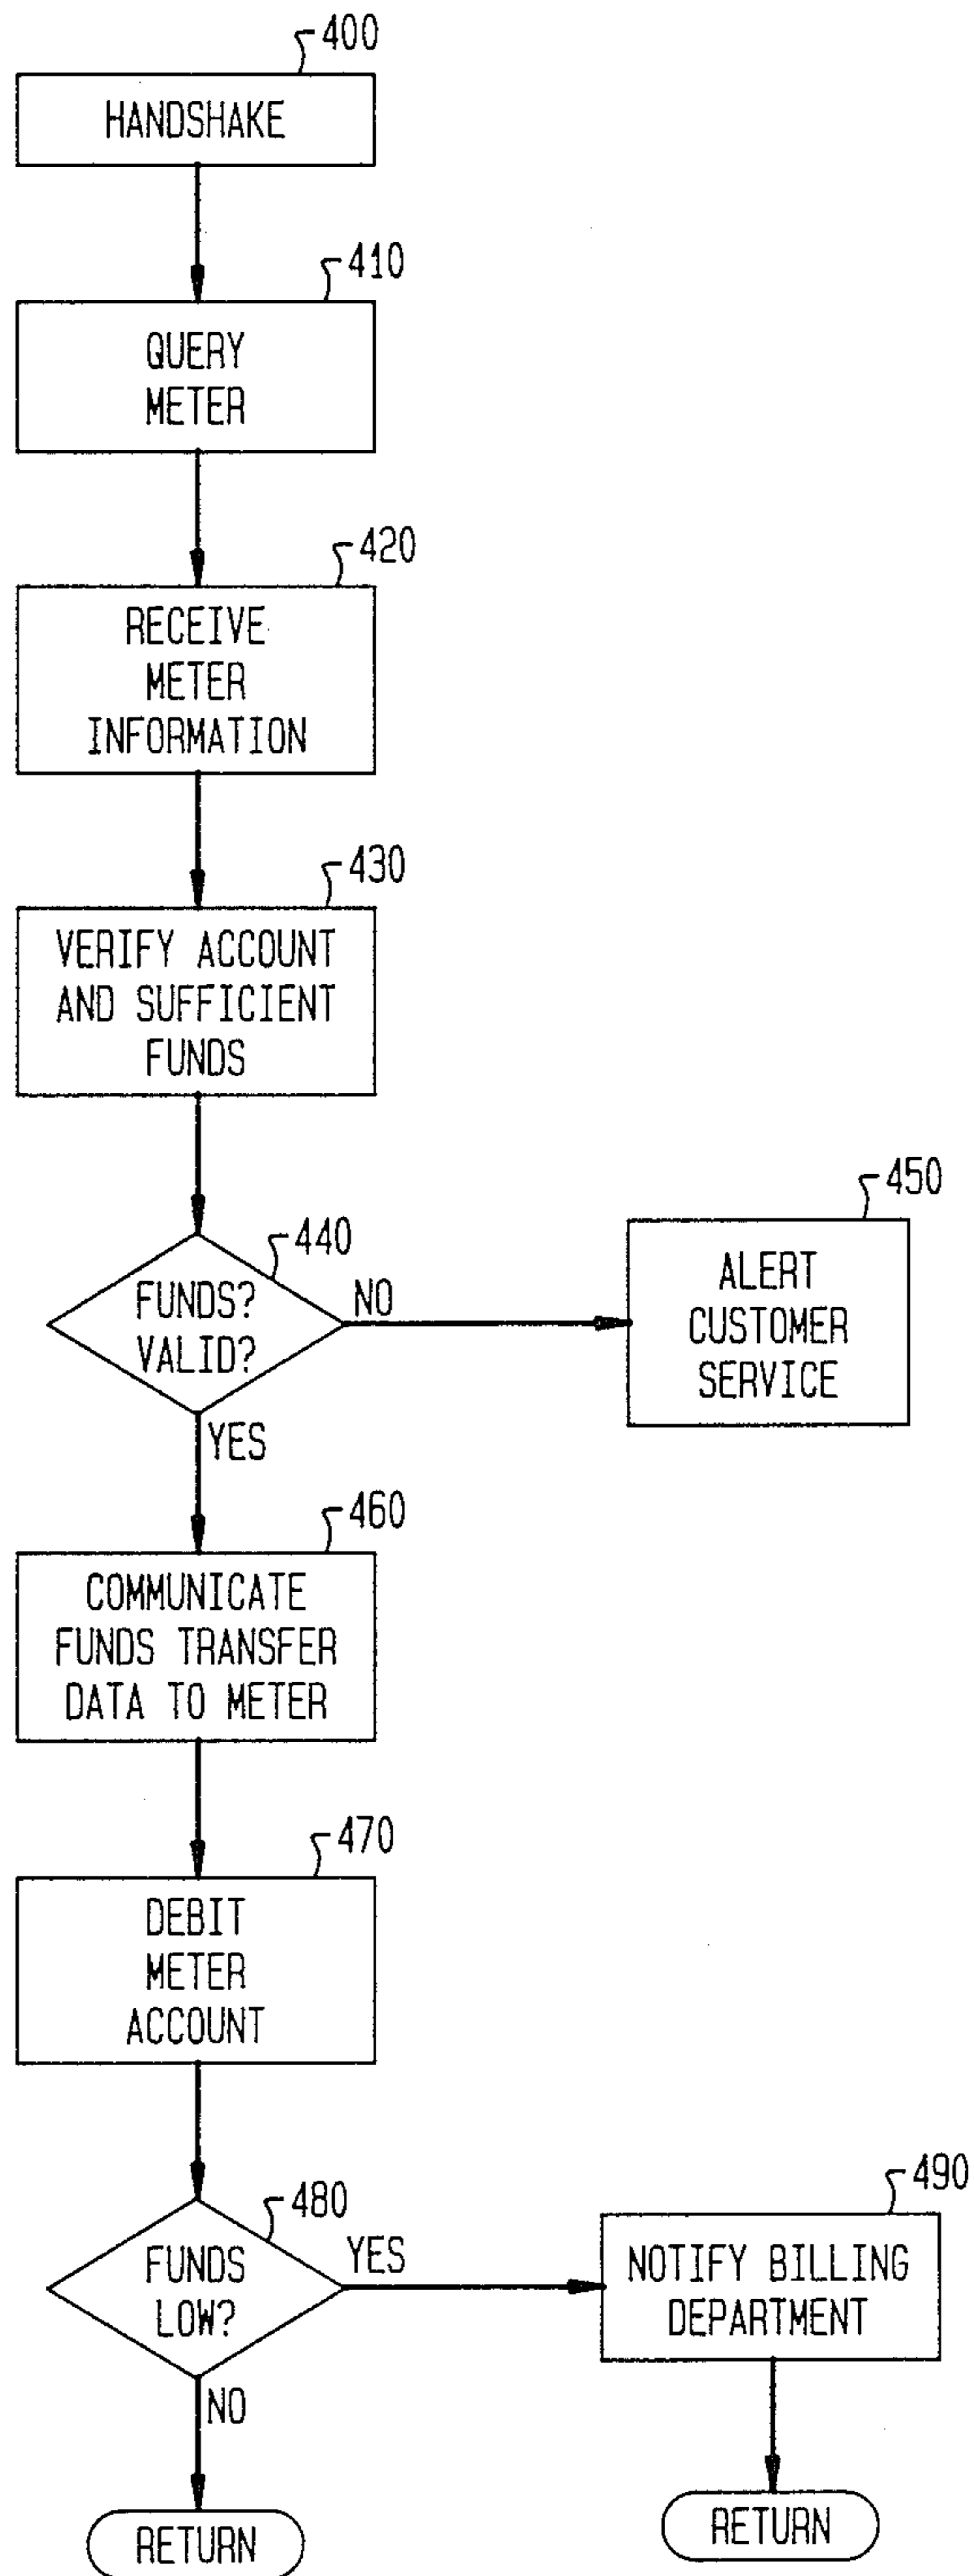 400
HANDSHAKE
410
QUERY
METER
420
RECEIVE
METER
INFORMATION
430
VERIFY ACCOUNT
AND SUFFICIENT
FUNDS
440
FUNDS?
VALID?
NO
YES
450
ALERT
CUSTOMER
SERVICE
460
COMMUNICATE
FUNDS TRANSFER
DATA TO METER
470
DEBIT
METER
ACCOUNT
480
FUNDS
LOW?
YES
NO
490
NOTIFY BILLING
DEPARTMENT
RETURN
RETURN